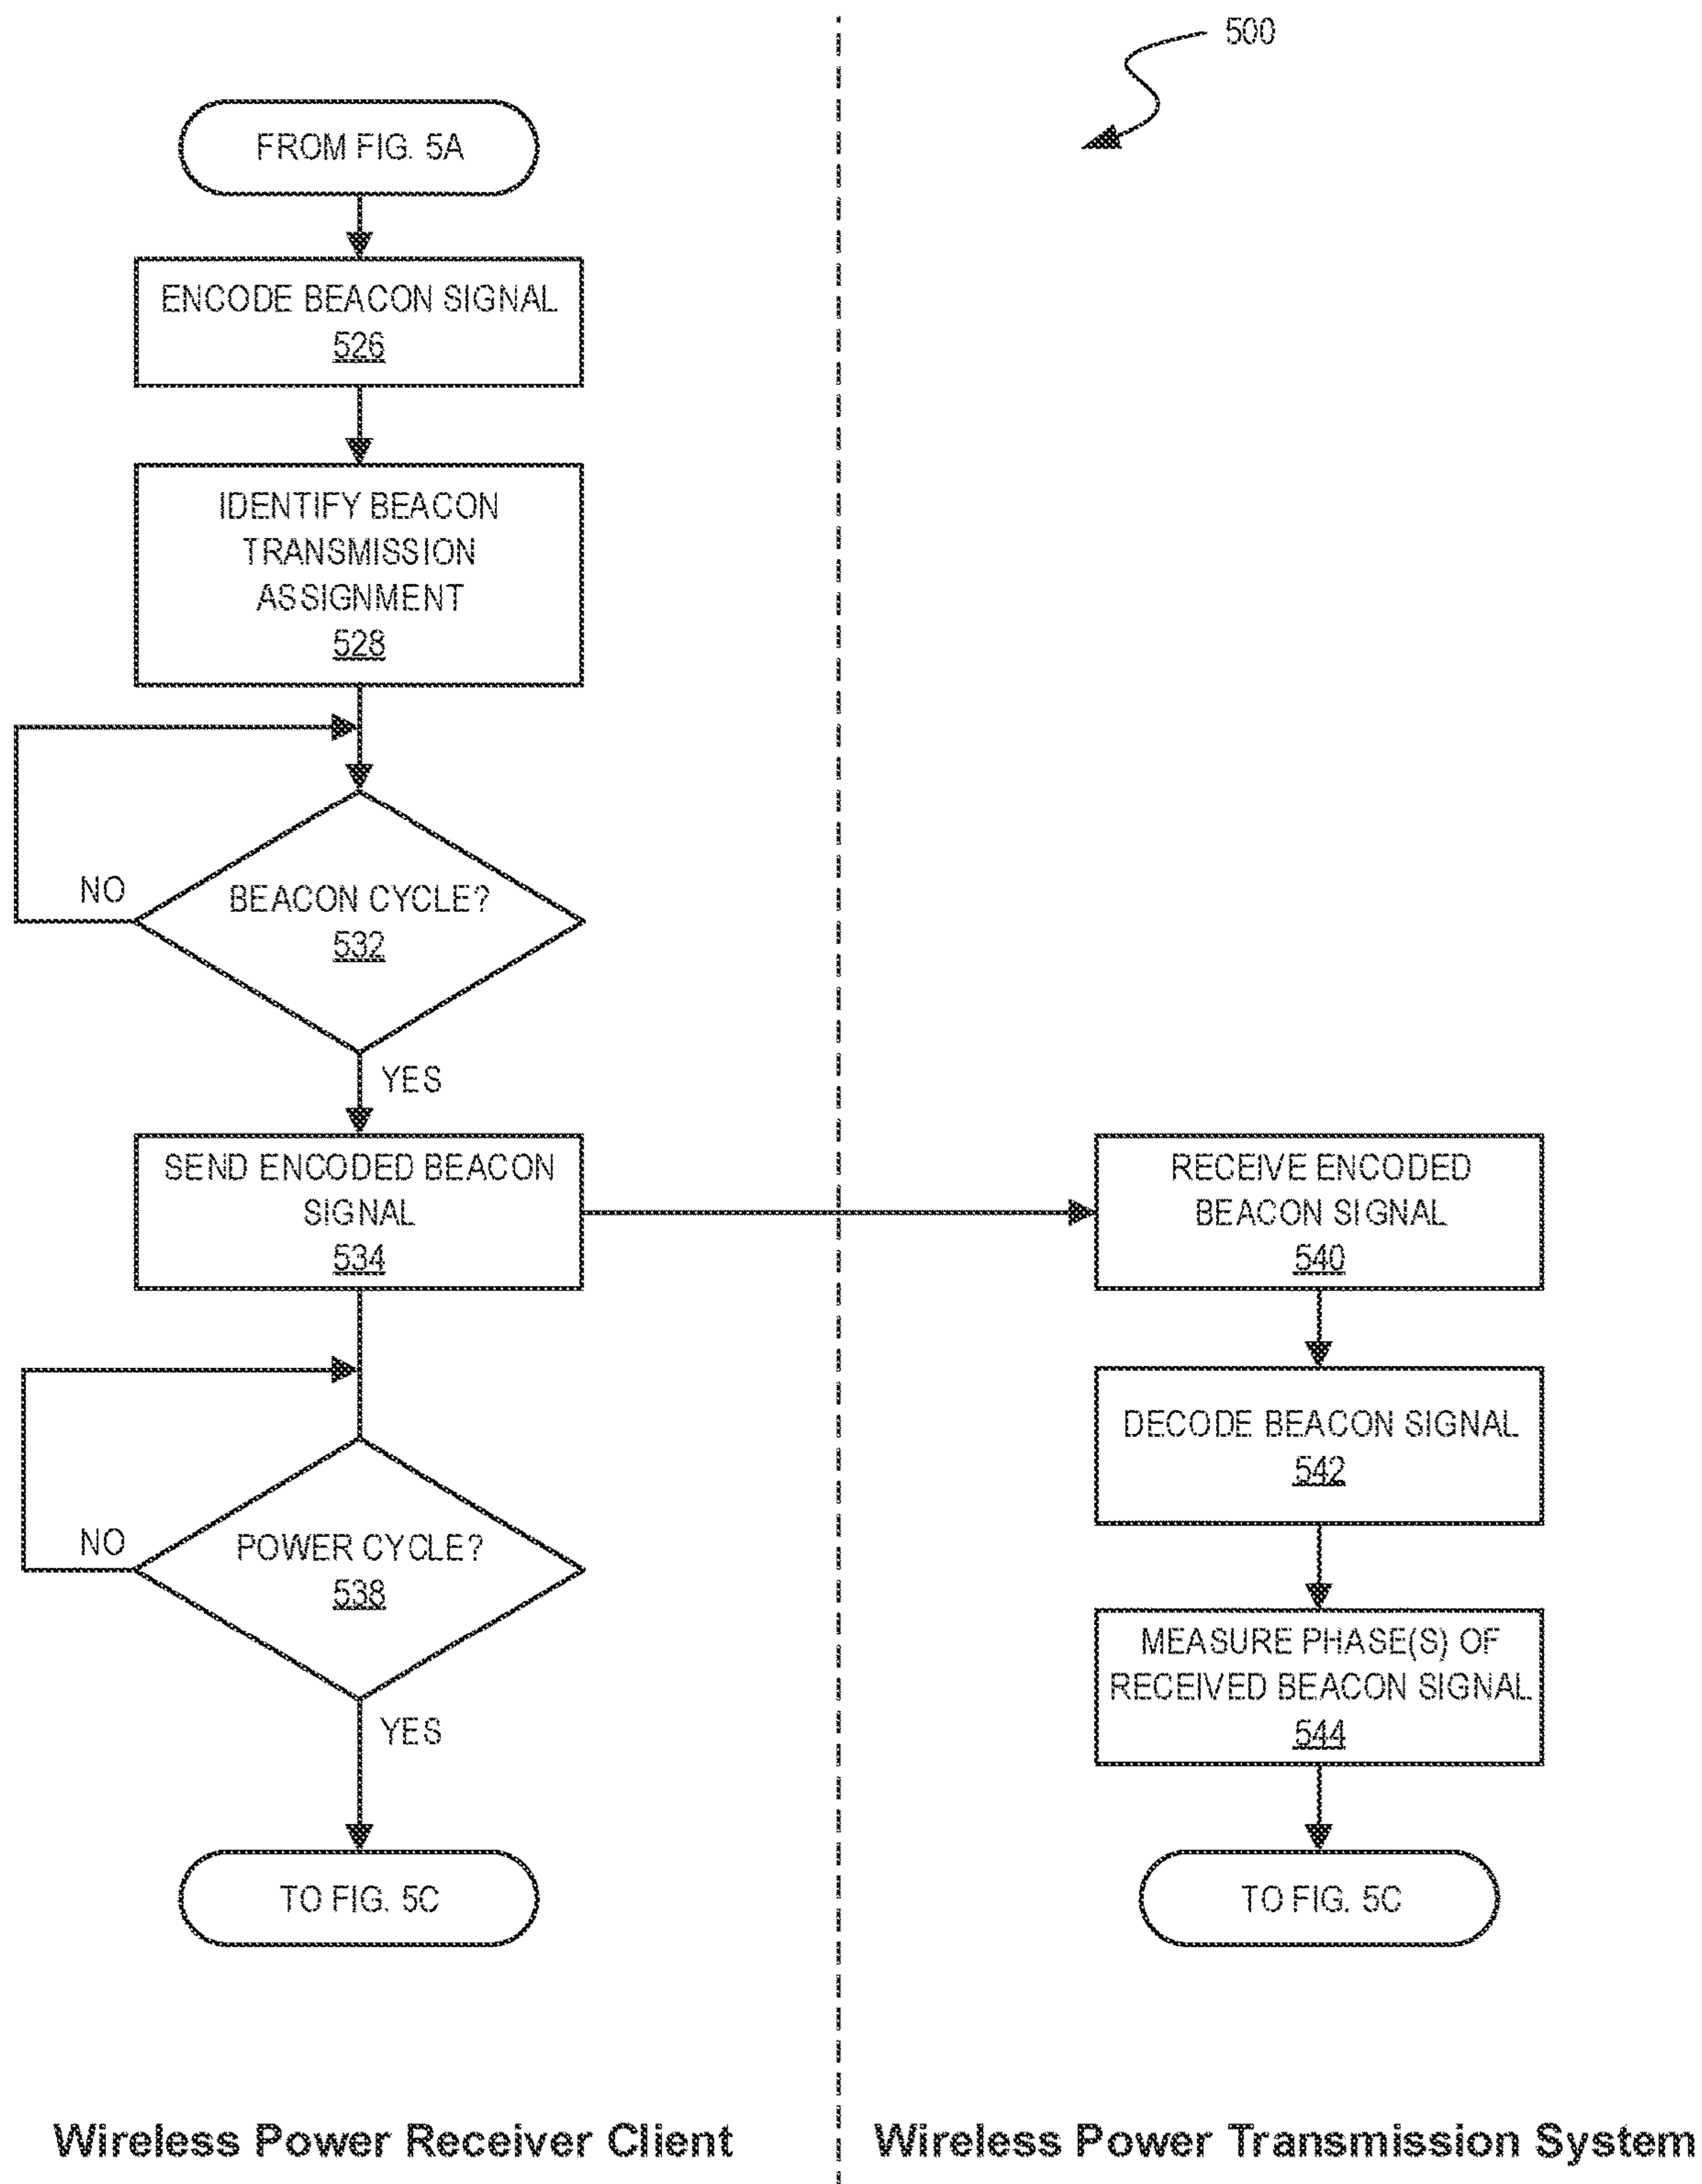 500
FROM FIG. 5A
ENCODE BEACON SIGNAL
526
IDENTIFY BEACON
TRANSMISSION
ASSIGNMENT
528
NO
BEACON CYCLE?
532
YES
SEND ENCODED BEACON
SIGNAL
534
NO
POWER CYCLE?
538
YES
TO FIG. 5C
RECEIVE ENCODED
BEACON SIGNAL
540
DECODE BEACON SIGNAL
542
MEASURE PHASE(S) OF
RECEIVED BEACON SIGNAL
544
TO FIG. 5C
Wireless Power Receiver Client
Wireless Power Transmission System